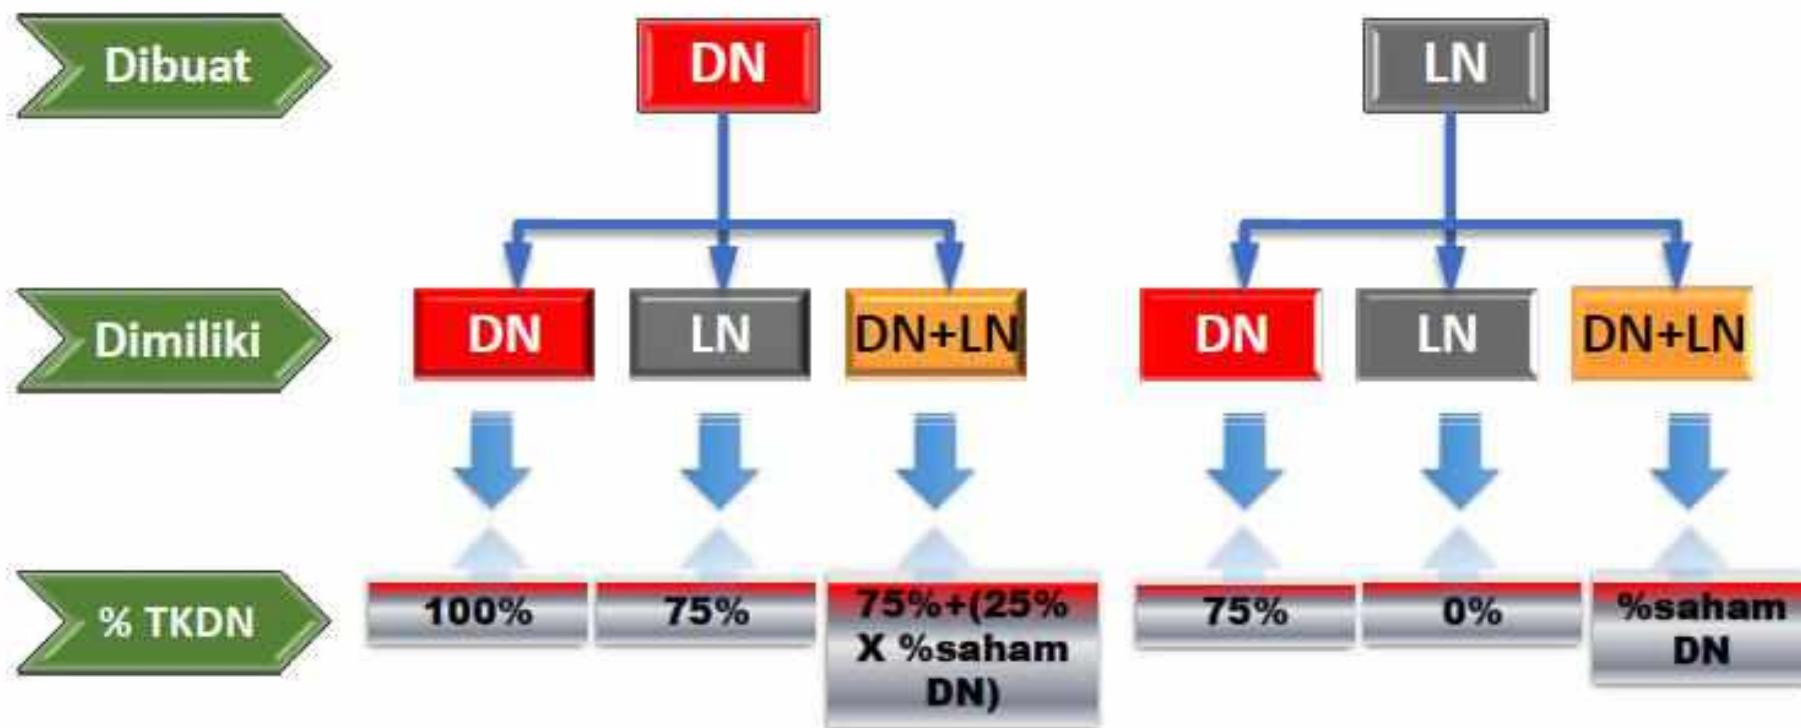 Dibuat
DN
LN
Dimiliki
DN
LN
DN+LN
DN
LN
DN+LN
% TKDN
100%
75%
75%+(25%
X %saham
DN)
75%
0%
%saham
DN